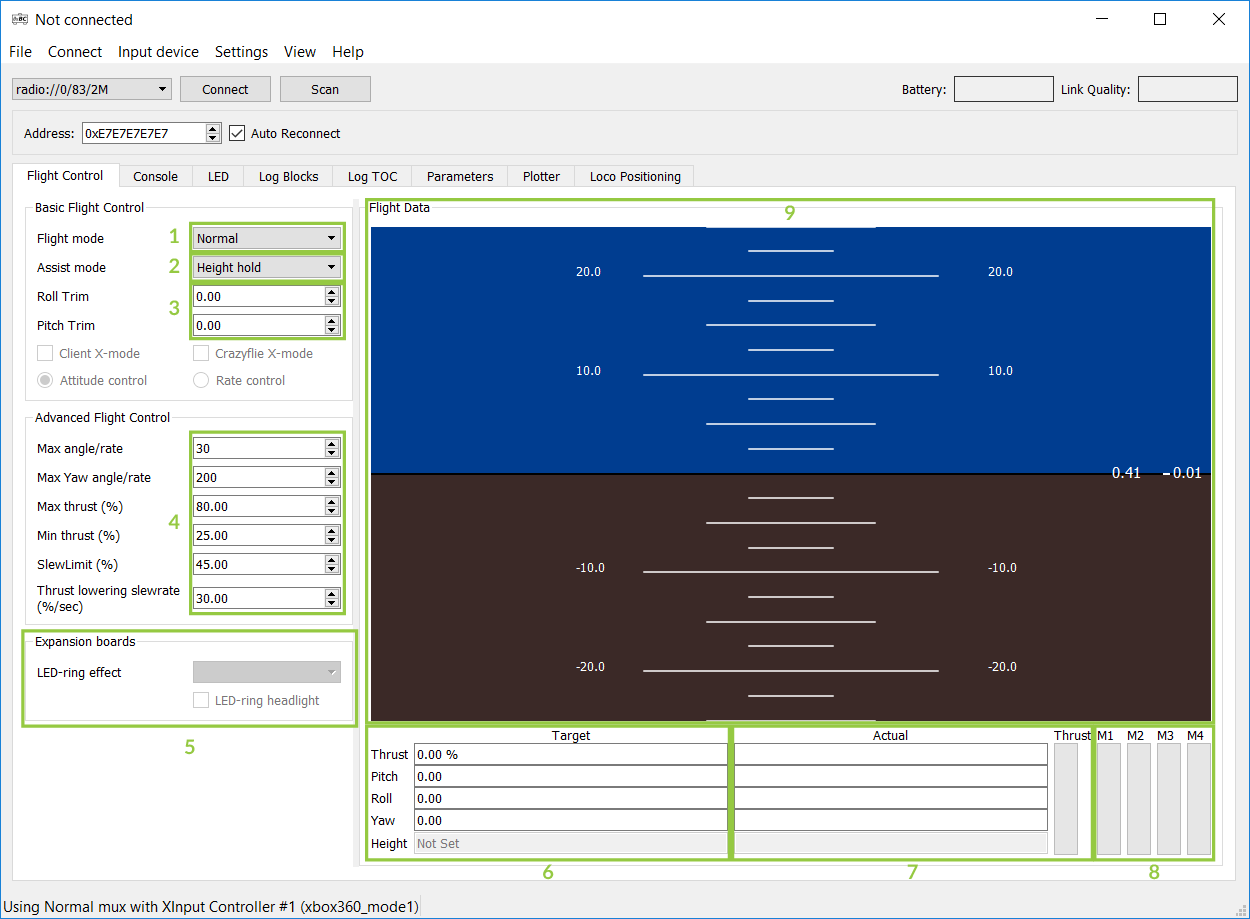 Not connected
File Connect Input device Settings View Help
radio://0/83/2M Connect Scan Battery: Link Quality:
Address: 0xE7E7E7E7E7 Auto Reconnect
Flight Control Console LED Log Blocks Log TOC Parameters Plotter Loco Positioning
Basic Flight Control
Flight mode 1 Normal
Assist mode 2 Height hold
Roll Trim 0.00
3
Pitch Trim 0.00
Client X-mode Crazyflie X-mode
Attitude control Rate control
Advanced Flight Control
Max angle/rate 30
Max Yaw angle/rate 200
Max thrust (%) 80.00
4
Min thrust (%) 25.00
SlewLimit (%) 45.00
Thrust lowering slewrate
(%/sec) 30.00
Expansion boards
LED-ring effect
LED-ring headlight
5
Flight Data 9
20.0 20.0
10.0 10.0
0.41 -0.01
-10.0 -10.0
-20.0 -20.0
Target Actual Thrust M1 M2 M3 M4
Thrust 0.00 %
Pitch 0.00
Roll 0.00
Yaw 0.00
Height Not Set
6 7 8
Using Normal mux with XInput Controller #1 (xbox360_mode1)